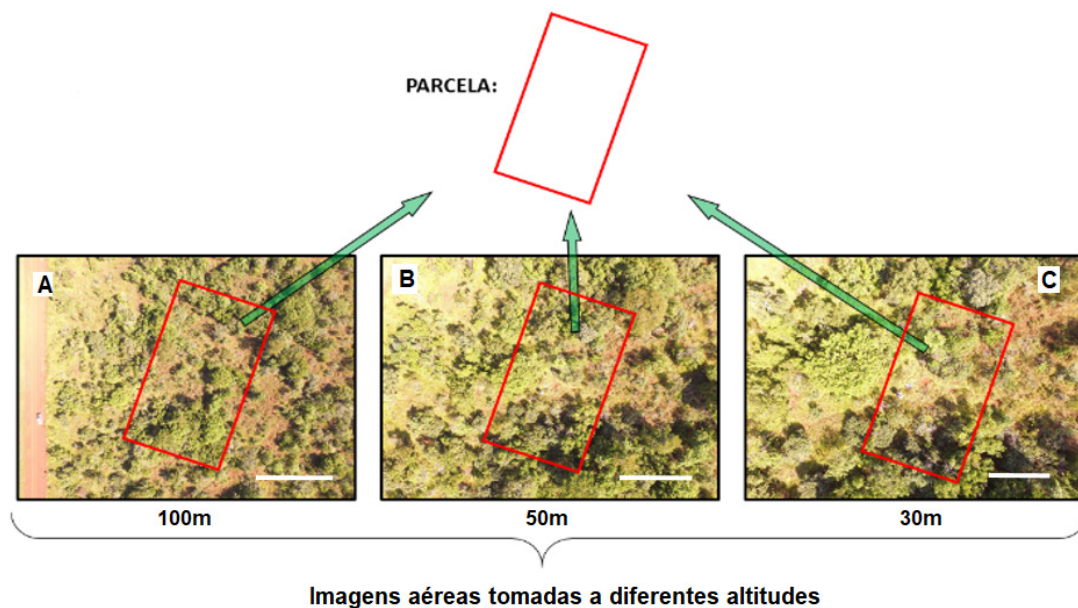 PARCELA:
A
B
C
100m
50m
30m
Imagens aéreas tomadas a diferentes altitudes